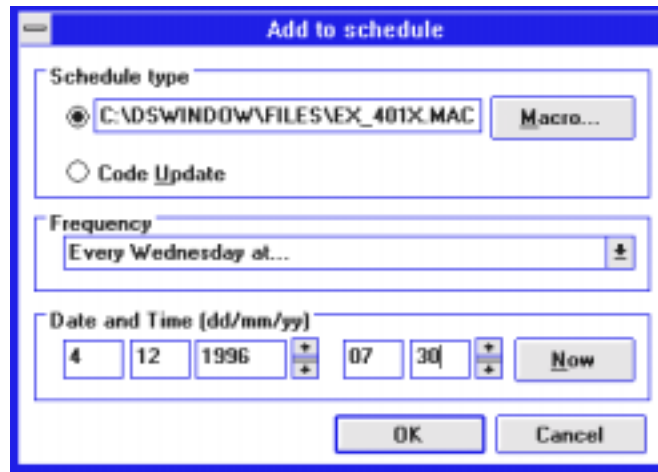 Add to schedule
Schedule type
C:\DSWINDOW\FILES\EX_401X.MAC Macro...
Code Update
Frequency
Every Wednesday at...
Date and Time (dd/mm/yy)
4 12 1996 07 30 Now
OK Cancel